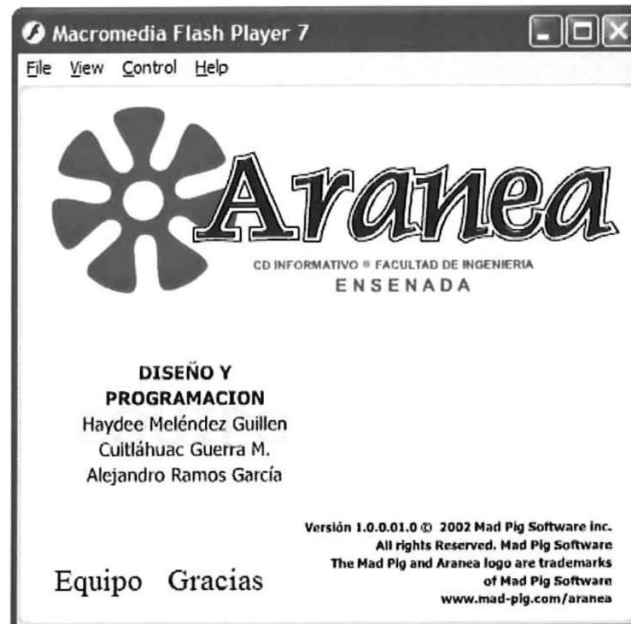 Macromedia Flash Player 7
File View Control Help
Aranea
CD INFORMATIVO ® FACULTAD DE INGENIERIA
ENSENADA
DISEÑO Y
PROGRAMACION
Haydee Meléndez Guillen
Cuitláhuac Guerra M.
Alejandro Ramos García
Versión 1.0.0.01.0 © 2002 Mad Pig Software inc.
All rights Reserved. Mad Pig Software
The Mad Pig and Aranea logo are trademarks
of Mad Pig Software
www.mad-pig.com/aranea
Equipo Gracias